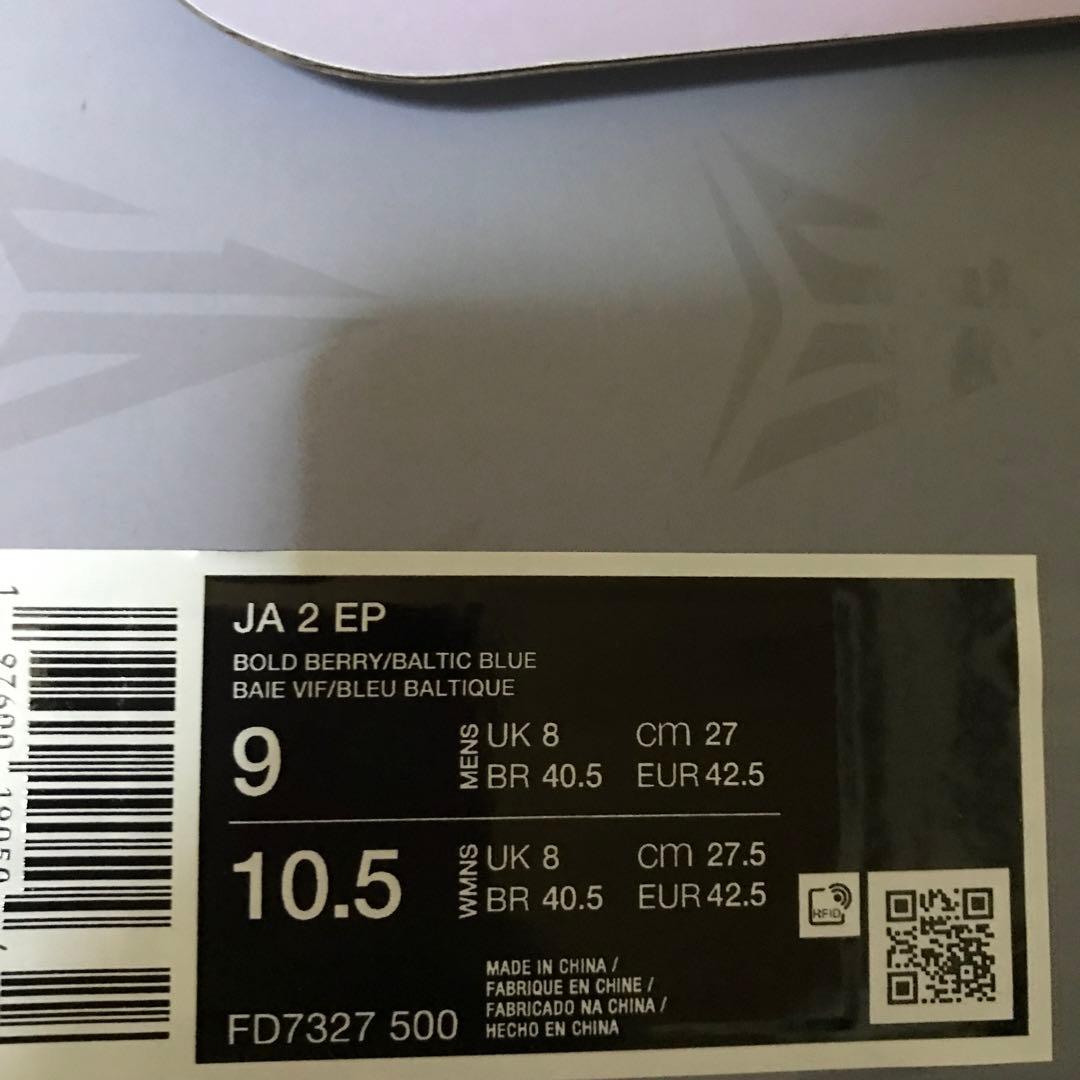 JA 2 EP
BOLD BERRY/BALTIC BLUE
BAIE VIF/BLEU BALTIQUE
9
MENS
UK 8 cm 27
BR 40.5 EUR 42.5
10.5
WMNS
UK 8 cm 27.5
BR 40.5 EUR 42.5
RFID
FD7327 500
MADE IN CHINA /
FABRIQUE EN CHINE /
FABRICADO NA CHINA /
HECHO EN CHINA